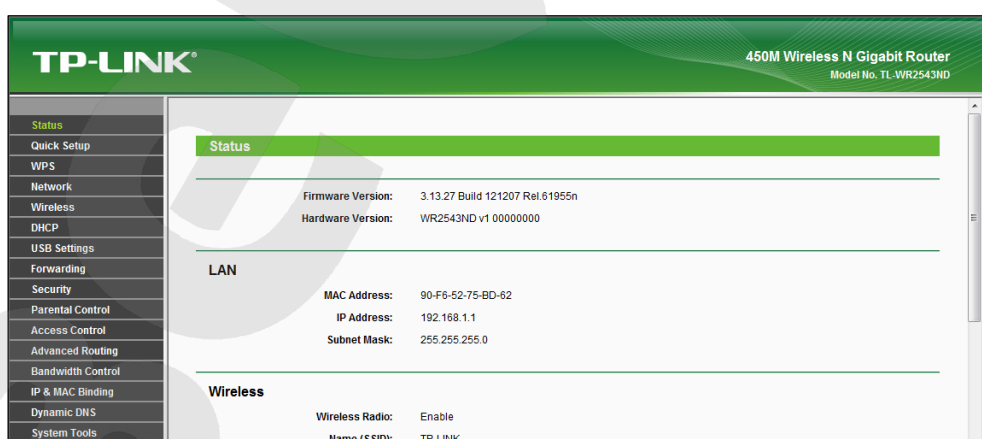 TP-LINK®
450M Wireless N Gigabit Router
Model No. TL-WR2543ND
Status
Quick Setup
WPS
Network
Wireless
DHCP
USB Settings
Forwarding
Security
Parental Control
Access Control
Advanced Routing
Bandwidth Control
IP & MAC Binding
Dynamic DNS
System Tools
Status
Firmware Version: 3.13.27 Build 121207 Rel.61955n
Hardware Version: WR2543ND v1 00000000
LAN
MAC Address: 90-F6-52-75-BD-62
IP Address: 192.168.1.1
Subnet Mask: 255.255.255.0
Wireless
Wireless Radio: Enable
Name (SSID): TP-LINK